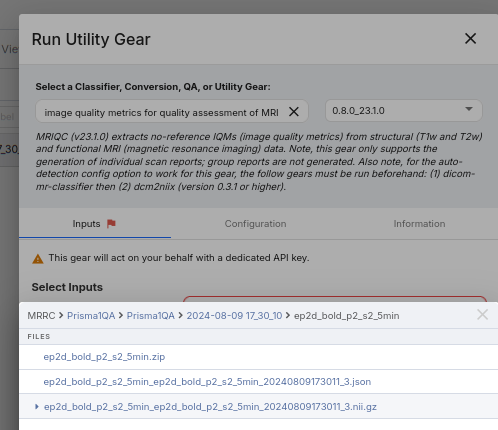 Run Utility Gear
Vie
Select a Classifier, Conversion, QA, or Utility Gear:
image quality metrics for quality assessment of MRI
0.8.0_23.1.0
bel
MRIQC (v23.1.0) extracts no-reference IQMs (image quality metrics) from structural (T1w and T2w)
and functional MRI (magnetic resonance imaging) data. Note, this gear only supports the
generation of individual scan reports; group reports are not generated. Also note, for the auto-
detection config option to work for this gear, the follow gears must be run beforehand: (1) dicom-
mr-classifier then (2) dcm2niix (version 0.3.1 or higher).
7_30_
Inputs
Configuration
Information
This gear will act on your behalf with a dedicated API key.
Select Inputs
MRRC > Prisma1QA > Prisma1QA > 2024-08-09 17_30_10 > ep2d_bold_p2_s2_5min
FILES
ep2d_bold_p2_s2_5min.zip
ep2d_bold_p2_s2_5min_ep2d_bold_p2_s2_5min_20240809173011_3.json
ep2d_bold_p2_s2_5min_ep2d_bold_p2_s2_5min_20240809173011_3.nii.gz